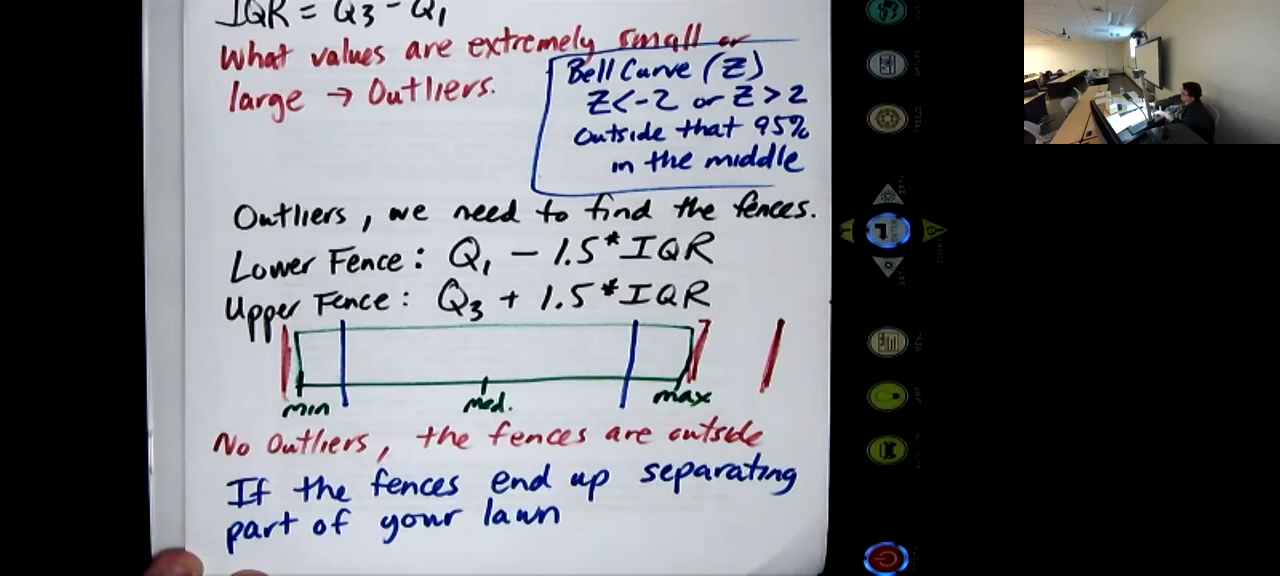 IQR = Q3 - Q1
What values are extremely small or
large → Outliers.
Bell Curve (Z)
Z<-2 or Z>2
Outside that 95%
in the middle
Outliers, we need to find the fences.
Lower Fence: Q1 - 1.5*IQR
Upper Fence: Q3 + 1.5*IQR
min med. max
No Outliers, the fences are outside
If the fences end up separating
part of your lawn